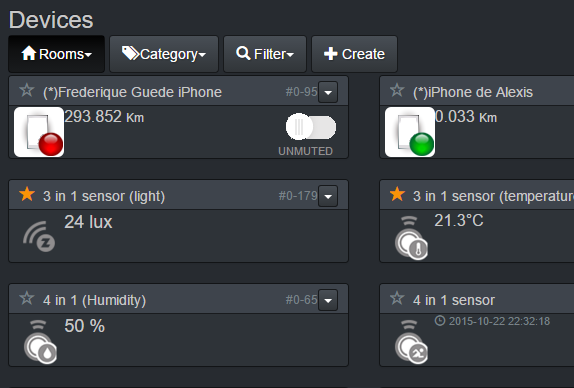 Devices
Rooms Category Filter Create
(*)Frederique Guede iPhone #0-95
293.852 Km
UNMUTED
(*)iPhone de Alexis
0.033 Km
3 in 1 sensor (light) #0-179
24 lux
3 in 1 sensor (temperature
21.3°C
4 in 1 (Humidity) #0-65
50 %
4 in 1 sensor
2015-10-22 22:32:18